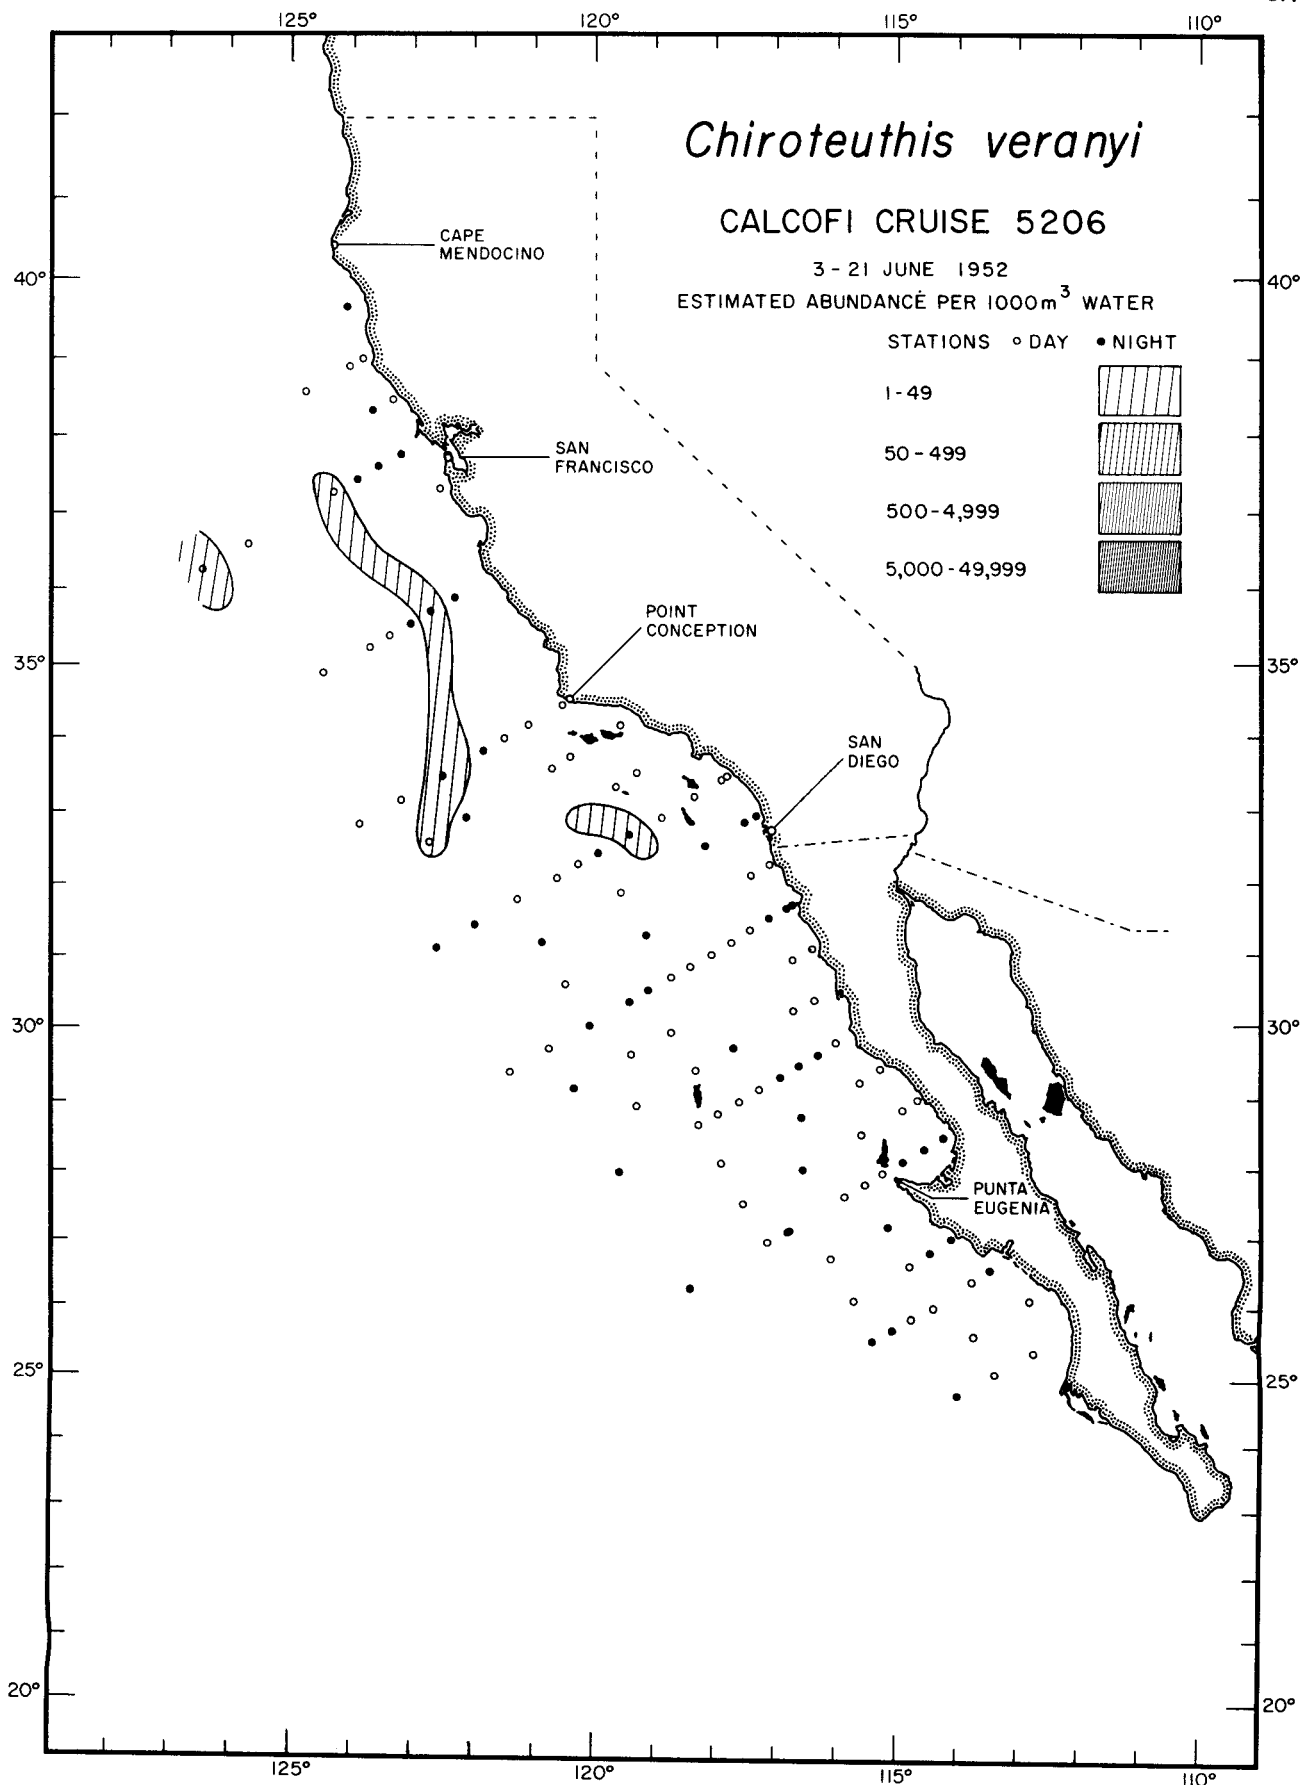 125° 120° 115° 110°
Chiroteuthis veranyi
CALCOFI CRUISE 5206
3-21 JUNE 1952
ESTIMATED ABUNDANCE PER 1000m³ WATER
STATIONS ○ DAY ● NIGHT
1-49
50-499
500-4,999
5,000-49,999
CAPE
MENDOCINO
40° 40°
SAN
FRANCISCO
POINT
CONCEPTION
35° 35°
SAN
DIEGO
30° 30°
PUNTA
EUGENIA
25° 25°
20° 20°
125° 120° 115° 110°